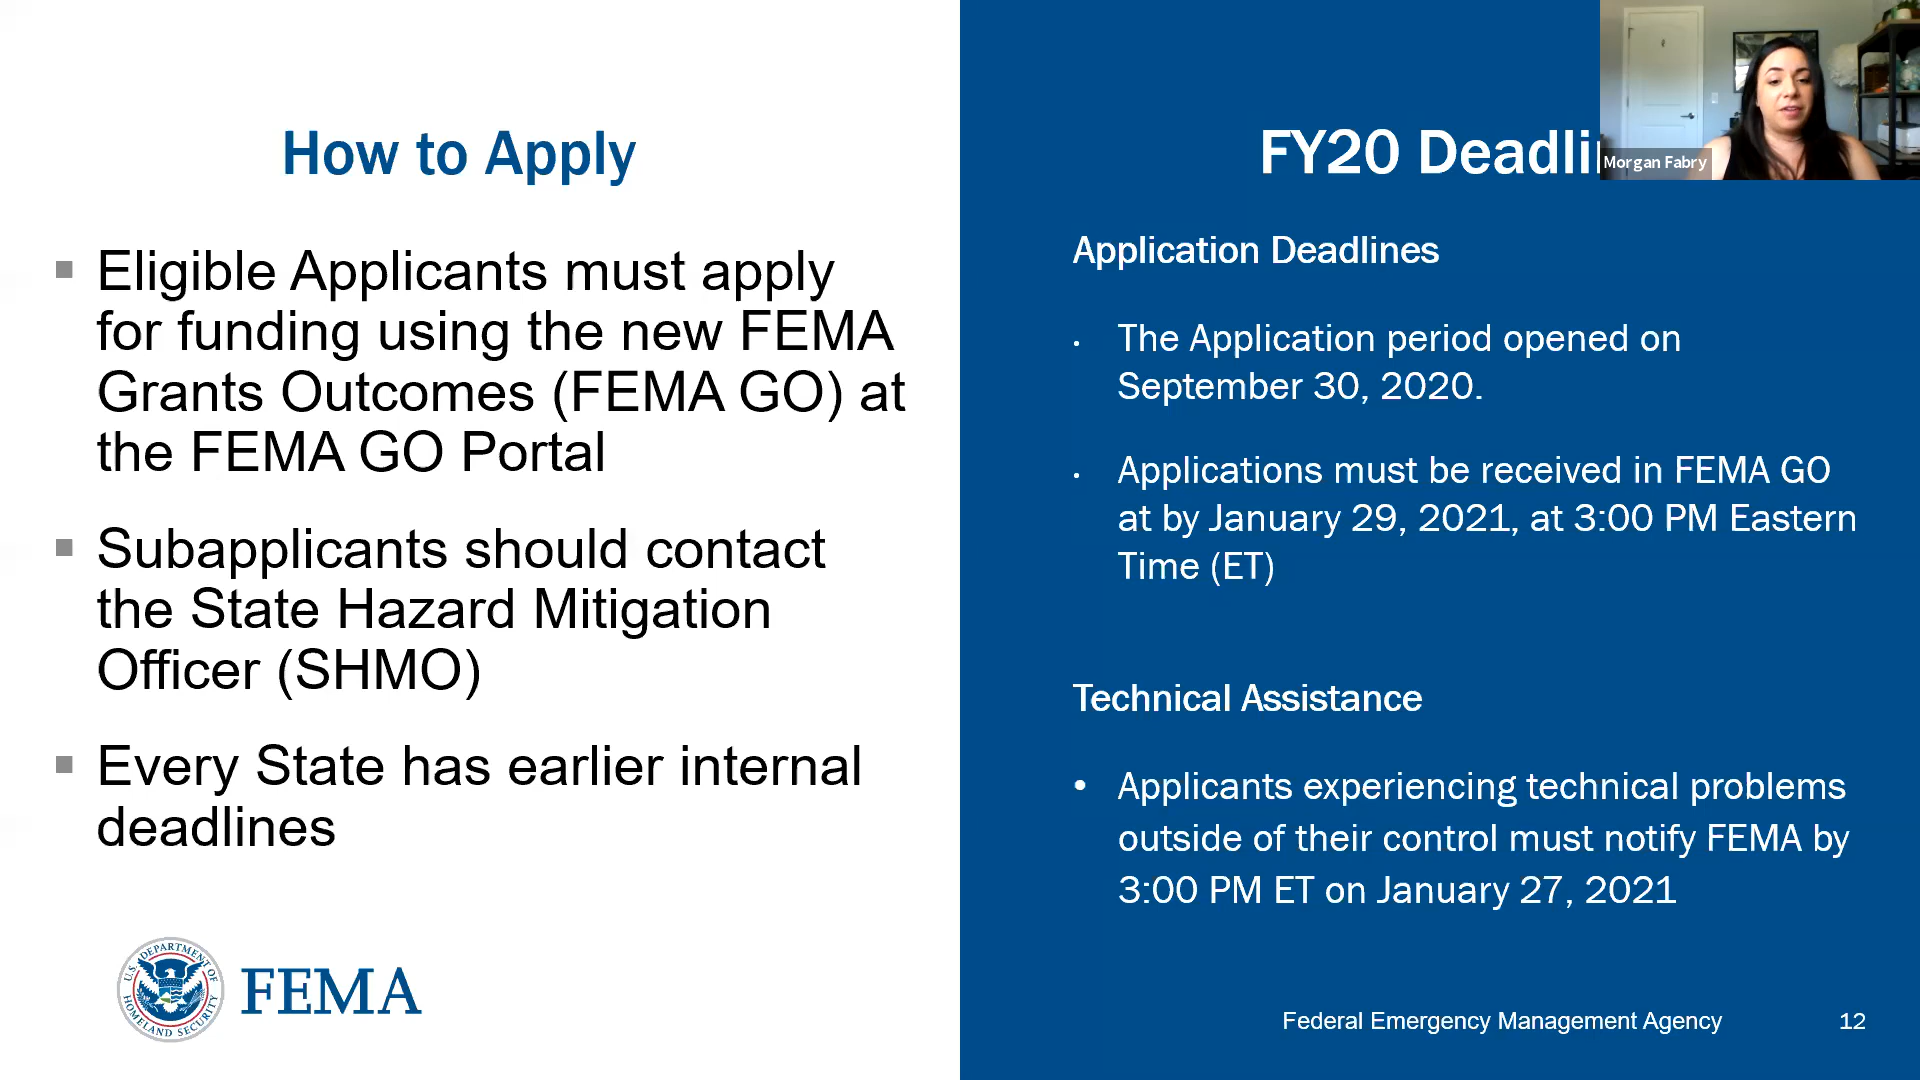 How to Apply
Eligible Applicants must apply
for funding using the new FEMA
Grants Outcomes (FEMA GO) at
the FEMA GO Portal
Subapplicants should contact
the State Hazard Mitigation
Officer (SHMO)
Every State has earlier internal
deadlines
U.S. DEPARTMENT OF
HOMELAND SECURITY
FEMA
FY20
Morgan Fabry
Application Deadlines
The Application period opened on
September 30, 2020.
Applications must be received in FEMA GO
at by January 29, 2021, at 3:00 PM Eastern
Time (ET)
Technical Assistance
Applicants experiencing technical problems
outside of their control must notify FEMA by
3:00 PM ET on January 27, 2021
Federal Emergency Management Agency
12